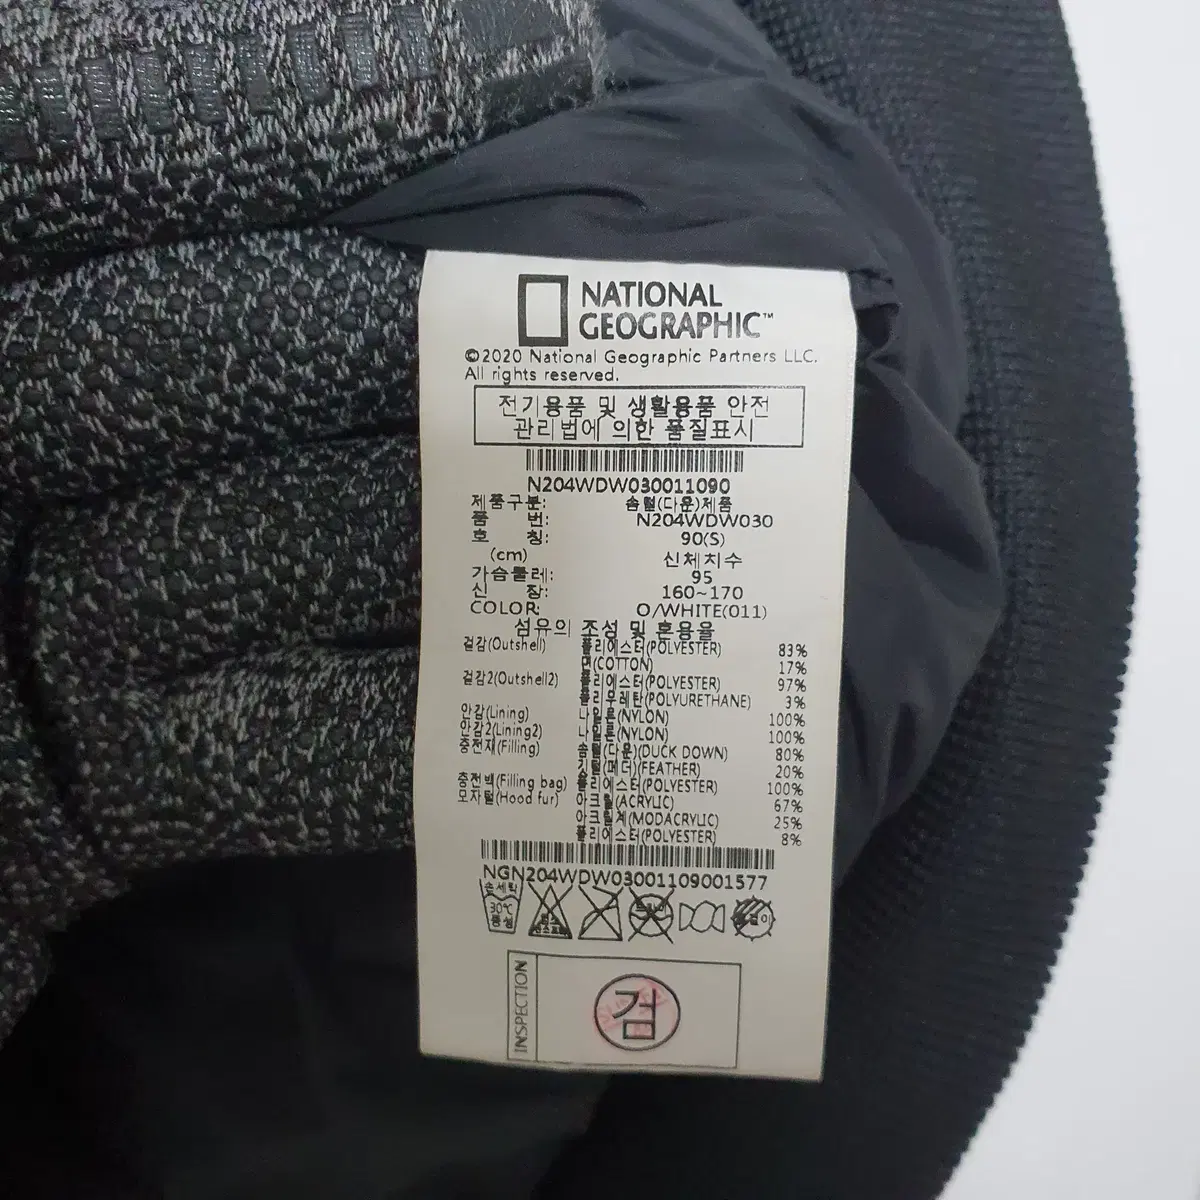 NATIONAL
GEOGRAPHIC™
©2020 National Geographic Partners LLC.
All rights reserved.
전기용품 및 생활용품 안전
관리법에 의한 품질표시
N204WDW030011090
제품구분: 솜털(다운)제품
품 번: N204WDW030
호 칭: 90(S)
(cm) 신체치수
가슴둘레: 95
신 장: 160~170
COLOR: O/WHITE(011)
섬유의 조성 및 혼용율
겉감(Outshell) 폴리에스터(POLYESTER) 83%
면(COTTON) 17%
겉감2(Outshell2) 폴리에스터(POLYESTER) 97%
폴리우레탄(POLYURETHANE) 3%
안감(Lining) 나일론(NYLON) 100%
안감2(Lining2) 나일론(NYLON) 100%
충전재(Filling) 솜털(다운)(DUCK DOWN) 80%
깃털(페더)(FEATHER) 20%
충전백(Filling bag) 폴리에스터(POLYESTER) 100%
모자털(Hood fur) 아크릴(ACRYLIC) 67%
아크릴계(MODACRYLIC) 25%
폴리에스터(POLYESTER) 8%
NGN204WDW03001109001577
손세탁
30℃
중성
드라이
INSPECTION
검